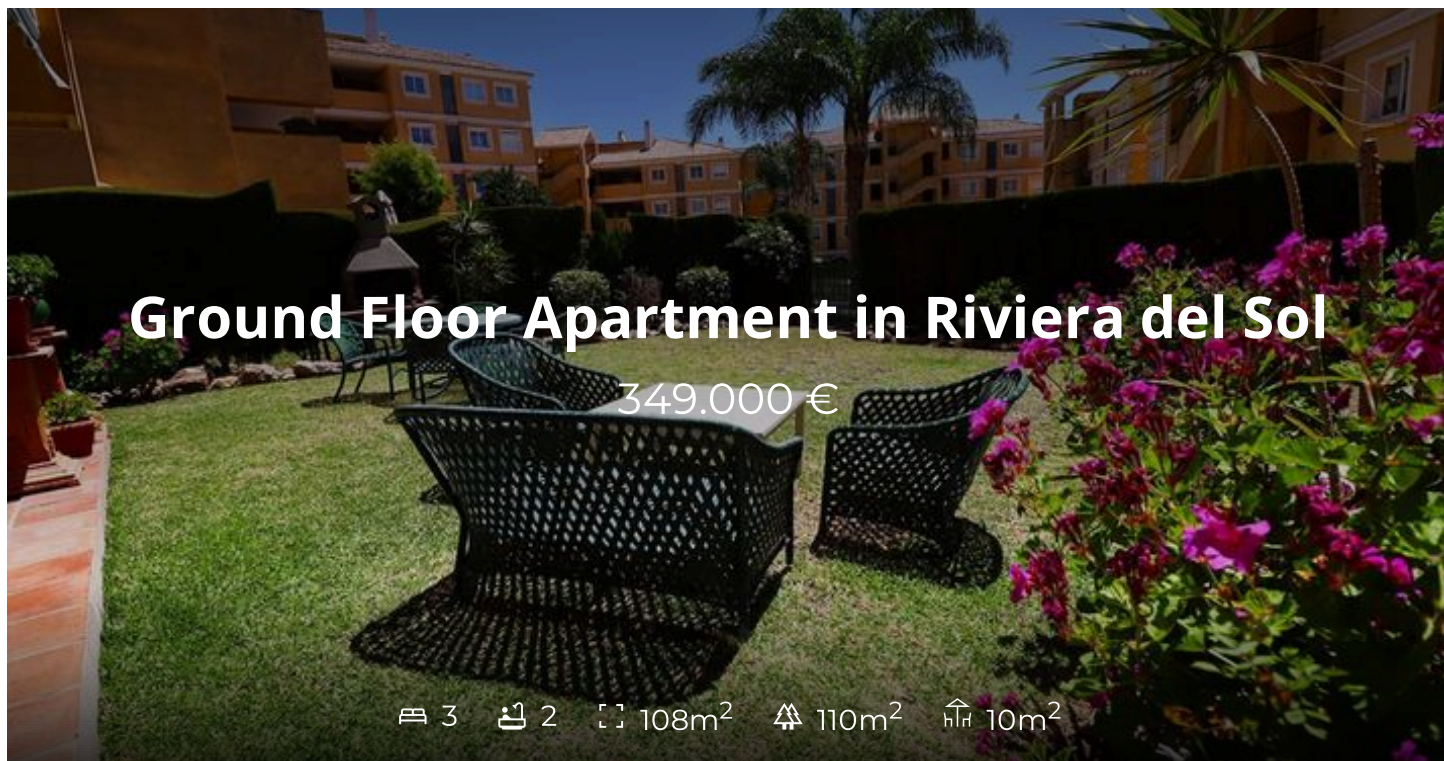 Ground Floor Apartment in Riviera del Sol
349.000 €
3 2 108m² 110m² 10m²